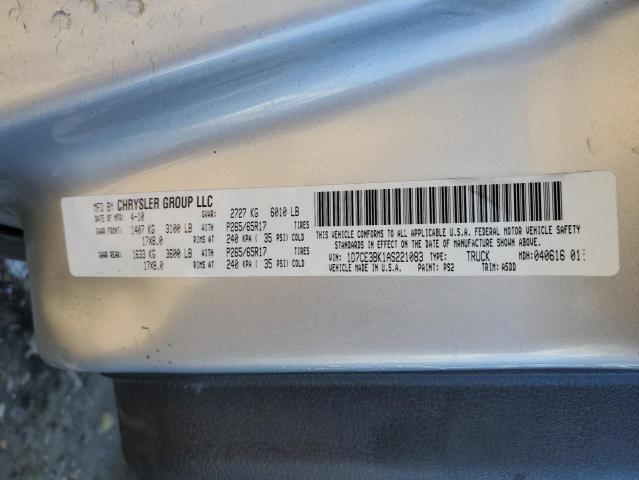 MFD BY CHRYSLER GROUP LLC
DATE OF MFR: 4-10 GVWR: 2727 KG 6010 LB
GAWR FRONT: 1407 KG 3100 LB WITH P265/65R17 TIRES
17X8.0 RIMS AT 240 KPA ( 35 PSI) COLD
GAWR REAR: 1633 KG 3600 LB WITH P265/65R17 TIRES
17X8.0 RIMS AT 240 KPA ( 35 PSI) COLD
THIS VEHICLE CONFORMS TO ALL APPLICABLE U.S.A. FEDERAL MOTOR VEHICLE SAFETY
STANDARDS IN EFFECT ON THE DATE OF MANUFACTURE SHOWN ABOVE.
VIN: 1D7CE3BK1AS221083 TYPE: TRUCK MDH: 040616 01
VEHICLE MADE IN U.S.A. PAINT: PS2 TRIM: A5DD